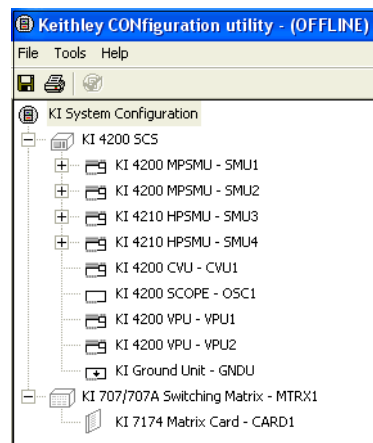 Keithley CONfiguration utility - (OFFLINE)
File Tools Help
KI System Configuration
KI 4200 SCS
KI 4200 MPSMU - SMU1
KI 4200 MPSMU - SMU2
KI 4210 HPSMU - SMU3
KI 4210 HPSMU - SMU4
KI 4200 CVU - CVU1
KI 4200 SCOPE - OSC1
KI 4200 VPU - VPU1
KI 4200 VPU - VPU2
KI Ground Unit - GNDU
KI 707/707A Switching Matrix - MTRX1
KI 7174 Matrix Card - CARD1